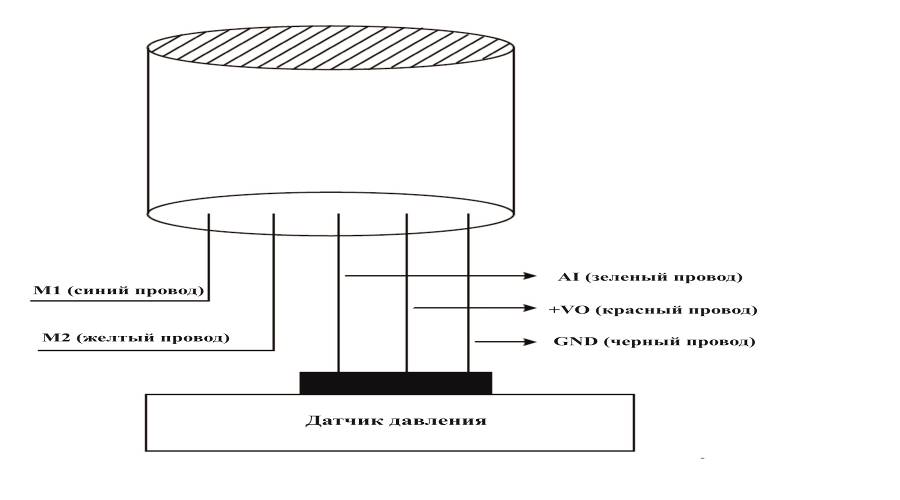 M1 (синий провод)
M2 (желтый провод)
AI (зеленый провод)
+VO (красный провод)
GND (черный провод)
Датчик давления